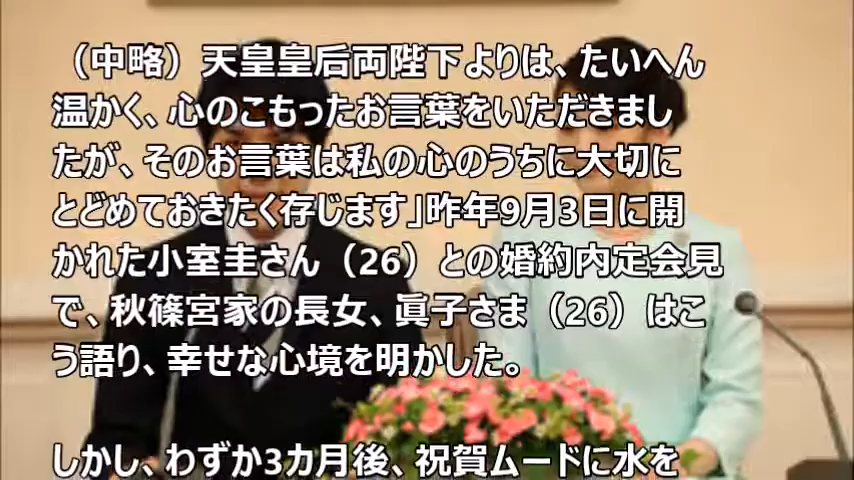 （中略）天皇皇后両陛下よりは、たいへん
温かく、心のこもったお言葉をいただきまし
たが、そのお言葉は私の心のうちに大切に
とどめておきたく存じます」昨年9月3日に開
かれた小室圭さん（26）との婚約内定会見
で、秋篠宮家の長女、眞子さま（26）はこ
う語り、幸せな心境を明かした。
しかし、わずか3カ月後、祝賀ムードに水を